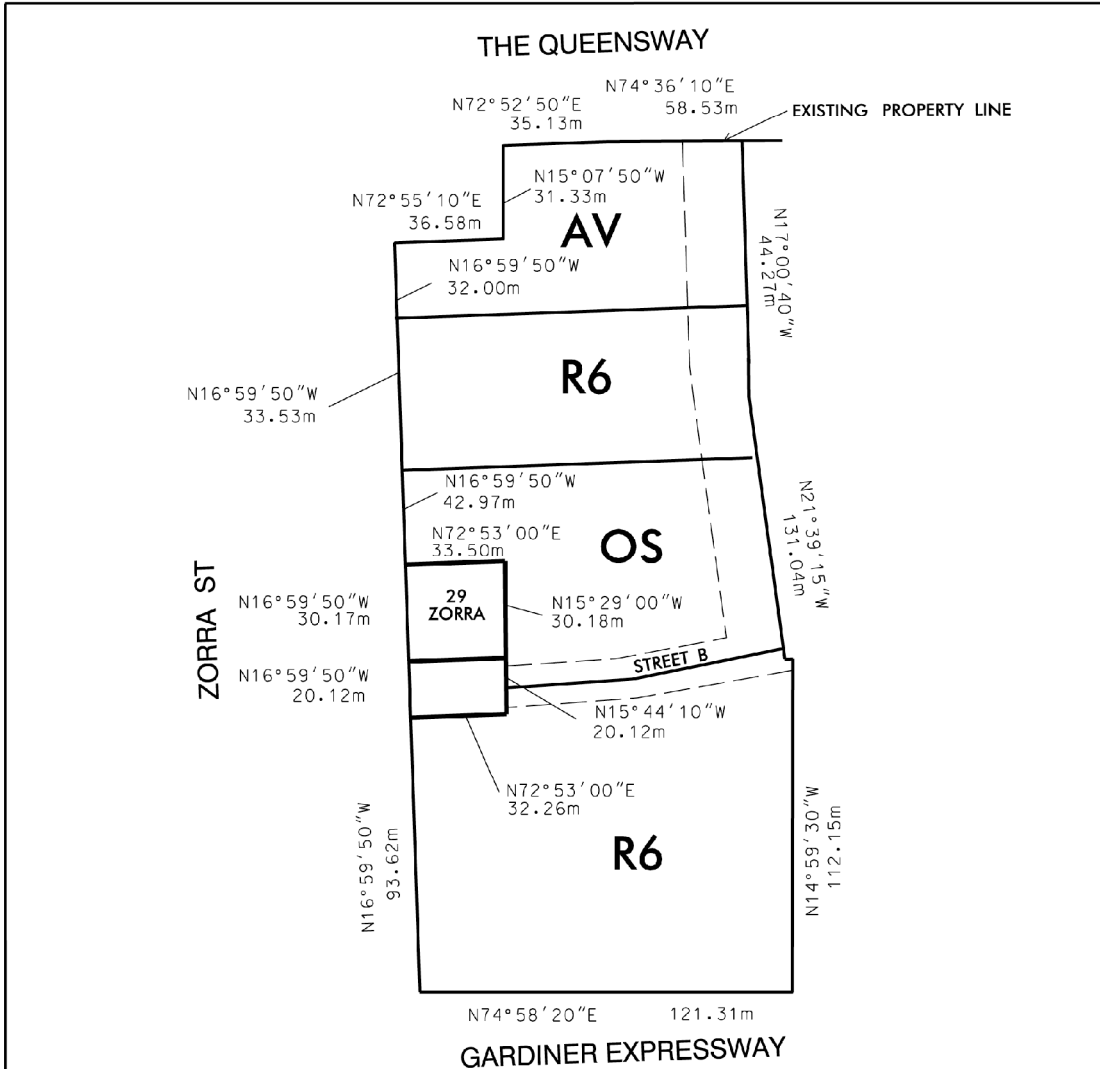 THE QUEENSWAY
N74°36'10"E
58.53m
N72°52'50"E
35.13m
EXISTING PROPERTY LINE
N15°07'50"W
31.33m
N72°55'10"E
36.58m
AV
N17°00'40"W
44.27m
N16°59'50"W
32.00m
R6
N16°59'50"W
33.53m
N16°59'50"W
42.97m
N21°39'15"W
131.04m
N72°53'00"E
33.50m
OS
ZORRA ST
29
ZORRA
N16°59'50"W
30.17m
N15°29'00"W
30.18m
STREET B
N16°59'50"W
20.12m
N15°44'10"W
20.12m
N72°53'00"E
32.26m
N16°59'50"W
93.62m
R6
N14°59'30"W
112.15m
N74°58'20"E 121.31m
GARDINER EXPRESSWAY